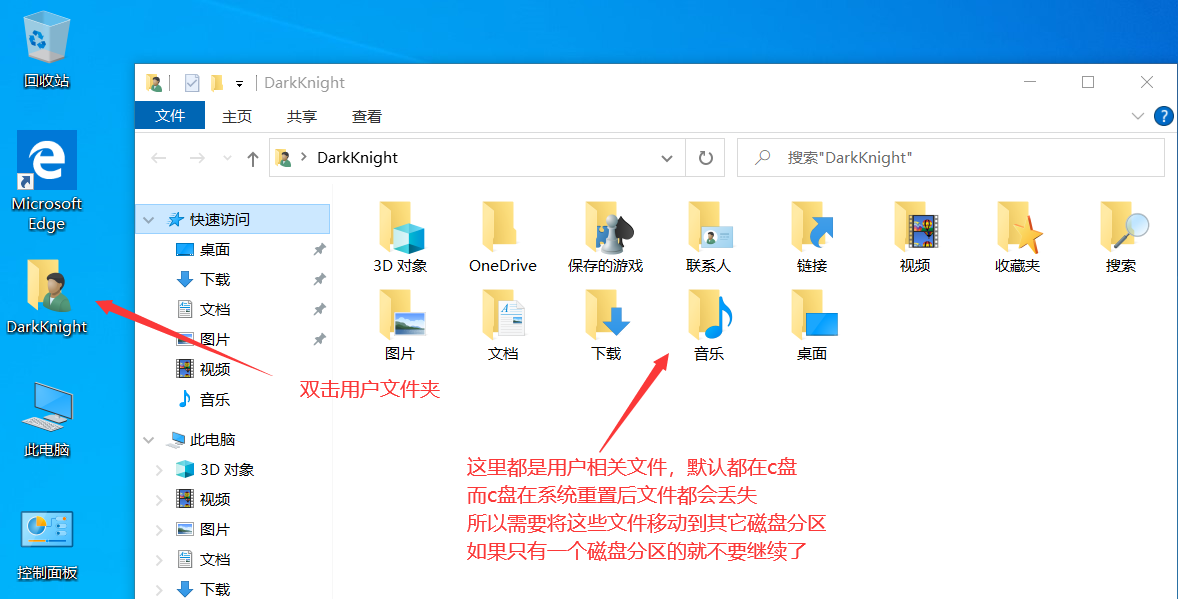 回收站
Microsoft
Edge
DarkKnight
此电脑
控制面板
DarkKnight
文件
主页
共享
查看
DarkKnight
搜索"DarkKnight"
快速访问
桌面
下载
文档
图片
视频
音乐
此电脑
3D 对象
视频
图片
文档
下载
3D 对象
OneDrive
保存的游戏
联系人
链接
视频
收藏夹
搜索
图片
文档
下载
音乐
桌面
双击用户文件夹
这里都是用户相关文件，默认都在c盘
而c盘在系统重置后文件都会丢失
所以需要将这些文件移动到其它磁盘分区
如果只有一个磁盘分区的就不要继续了